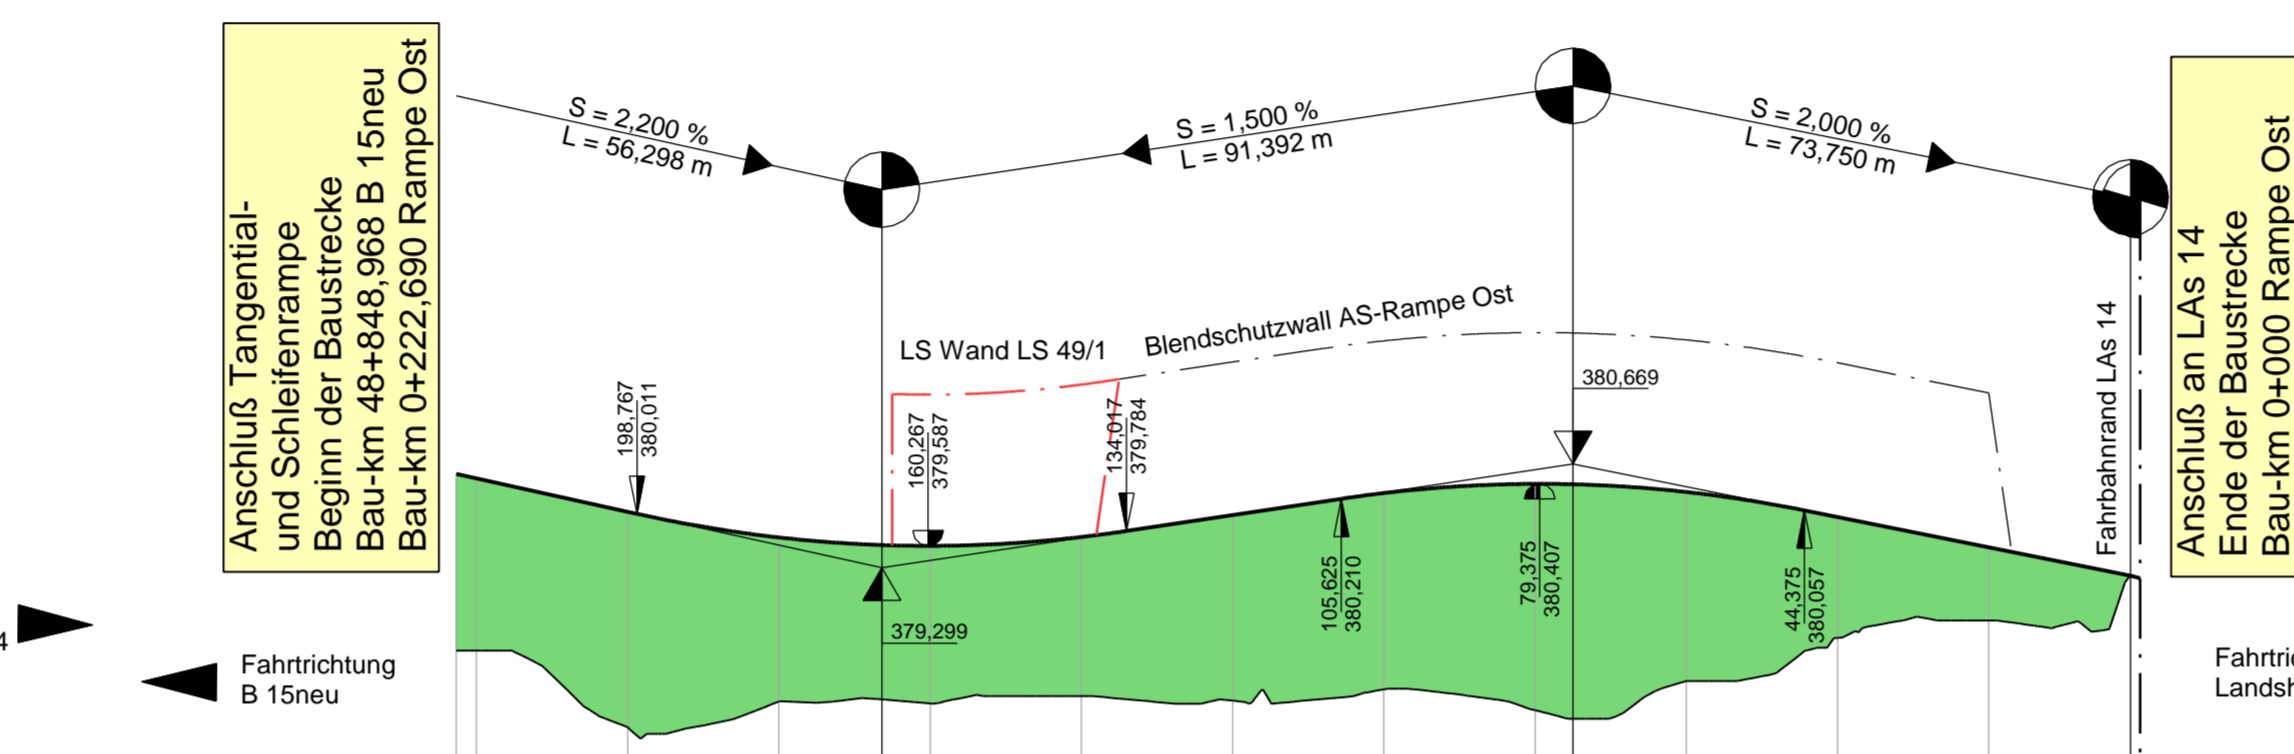 Anschluß Tangential-
und Schleifenrampe
Beginn der Baustrecke
Bau-km 48+848,968 B 15neu
Bau-km 0+222,690 Rampe Ost
S = 2,200 %
L = 56,298 m
S = 1,500 %
L = 91,392 m
S = 2,000 %
L = 73,750 m
Anschluß an LAs 14
Ende der Baustrecke
Bau-km 0+000 Rampe Ost
Fahrbahnrand LAs 14
LS Wand LS 49/1
Blendschutzwall AS-Rampe Ost
198,767
380,011
160,267
379,587
134,017
379,784
380,669
379,299
105,625
380,210
79,375
380,407
44,375
380,057
4
Fahrtrichtung
B 15neu